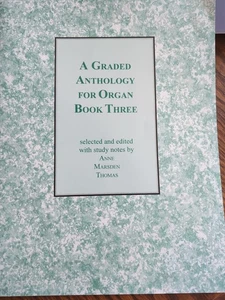 A GRADED
ANTHOLOGY
FOR ORGAN
BOOK THREE
selected and edited
with study notes by
ANNE
MARSDEN
THOMAS